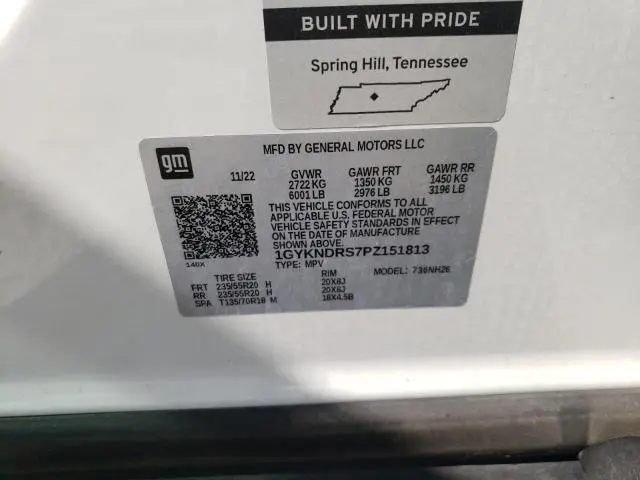 BUILT WITH PRIDE
Spring Hill, Tennessee
gm
MFD BY GENERAL MOTORS LLC
11/22 GVWR GAWR FRT GAWR RR
2722 KG 1350 KG 1450 KG
6001 LB 2976 LB 3196 LB
THIS VEHICLE CONFORMS TO ALL
APPLICABLE U.S. FEDERAL MOTOR
VEHICLE SAFETY STANDARDS IN EFFECT
ON THE DATE OF MANUFACTURE
SHOWN ABOVE.
1GYKNDRS7PZ151813
140X
TYPE: MPV MODEL: 736NH26
TIRE SIZE RIM
FRT 235/55R20 H 20X8J
RR 235/55R20 H 20X8J
SPA T135/70R18 M 18X4.5B